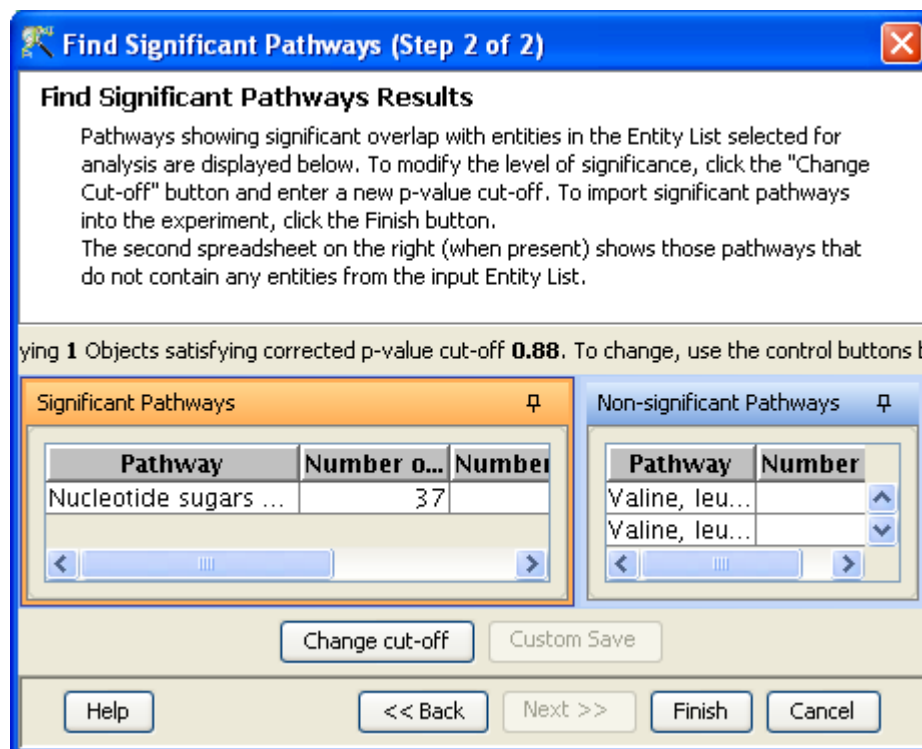 Find Significant Pathways (Step 2 of 2)
Find Significant Pathways Results
Pathways showing significant overlap with entities in the Entity List selected for
analysis are displayed below. To modify the level of significance, click the "Change
Cut-off" button and enter a new p-value cut-off. To import significant pathways
into the experiment, click the Finish button.
The second spreadsheet on the right (when present) shows those pathways that
do not contain any entities from the input Entity List.
ying 1 Objects satisfying corrected p-value cut-off 0.88. To change, use the control buttons b
Significant Pathways
Pathway Number o... Number
Nucleotide sugars ... 37
Non-significant Pathways
Pathway Number
Valine, leu...
Valine, leu...
Change cut-off Custom Save
Help << Back Next >> Finish Cancel